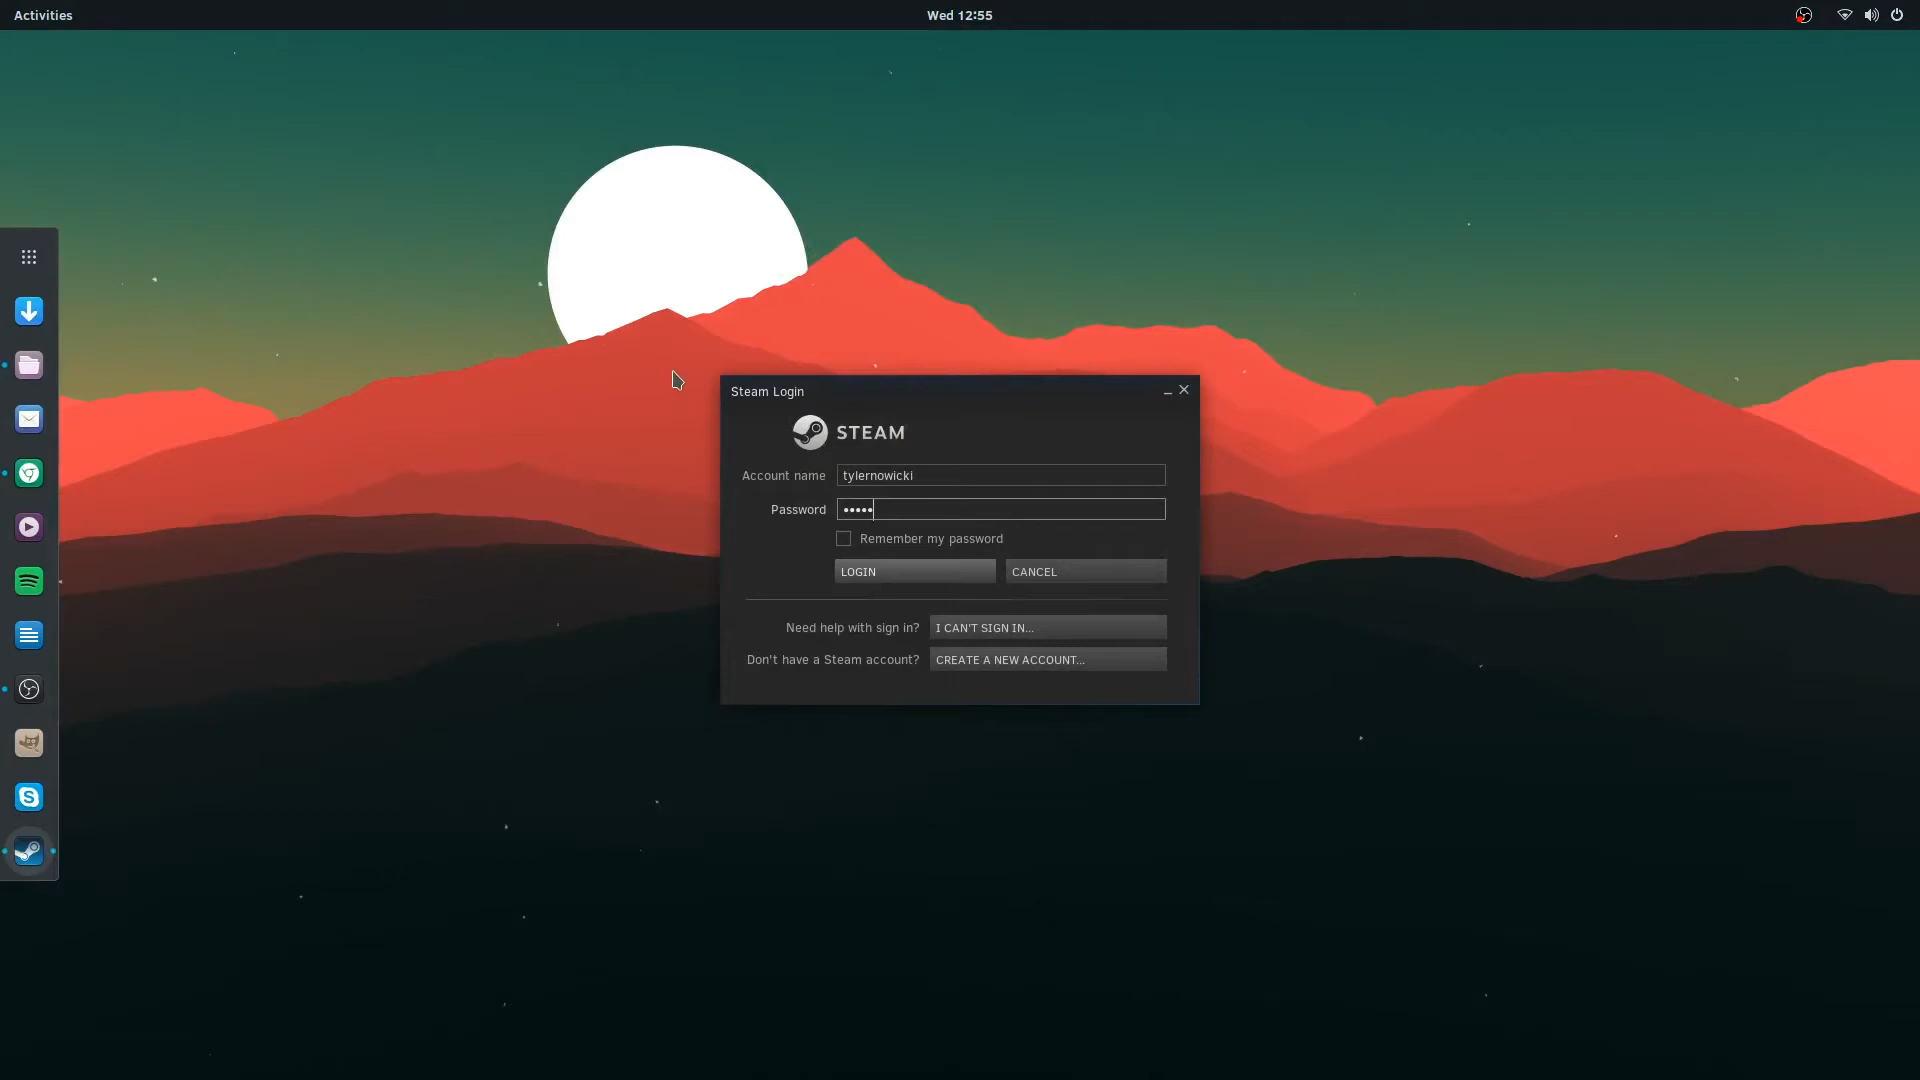 Activities
Wed 12:55
Steam Login
STEAM
Account name
tylernowicki
Password
•••••
Remember my password
LOGIN
CANCEL
Need help with sign in?
I CAN'T SIGN IN...
Don't have a Steam account?
CREATE A NEW ACCOUNT...